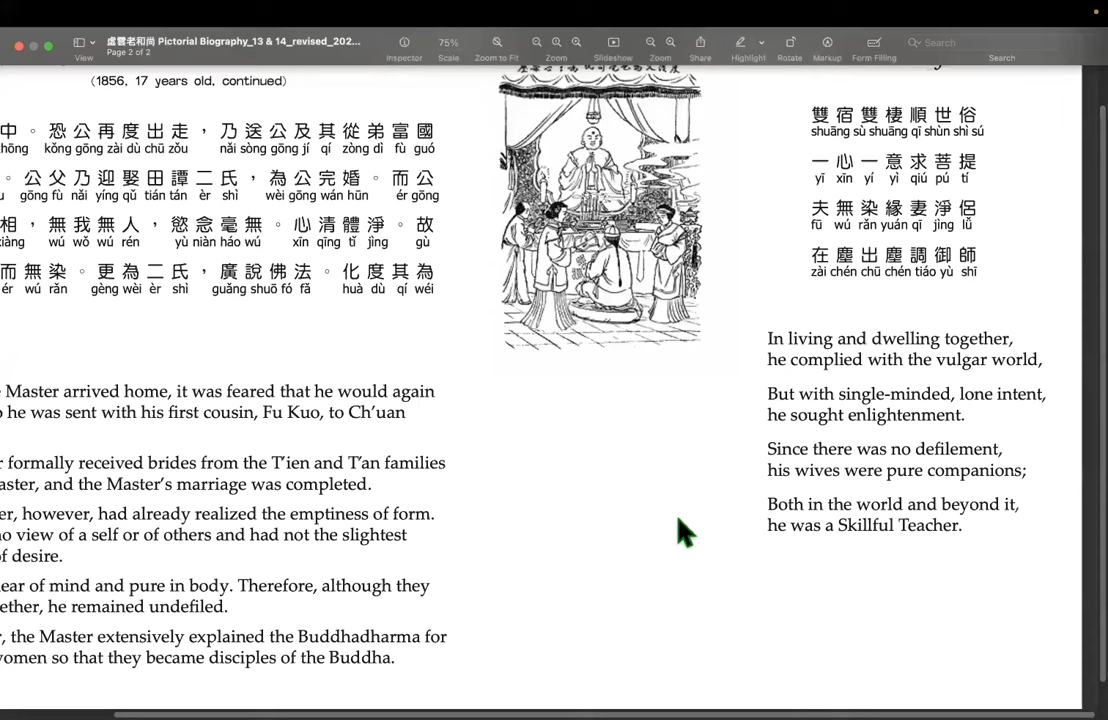 虛雲老和尚 Pictorial Biography_13 & 14_revised_202...
Page 2 of 2
View
Inspector
75%
Scale
Zoom to Fit
Zoom
Slideshow
Zoom
Share
Highlight
Rotate
Markup
Form Filling
Search
Search
(1856, 17 years old, continued)
中。恐公再度出走，乃送公及其從弟富國
kǒng gōng zài dù chū zǒu nǎi sòng gōng jí qí zòng dì fù guó
。公父乃迎娶田譚二氏，為公完婚。而公
gōng fù nǎi yíng qǔ tián tán èr shì wèi gōng wán hūn ér gōng
相，無我無人，慾念毫無。心清體淨。故
xiàng wú wǒ wú rén yù niàn háo wú xīn qīng tǐ jìng gù
而無染。更為二氏，廣說佛法。化度其為
ér wú rǎn gèng wèi èr shì guǎng shuō fó fǎ huà dù qí wéi
Master arrived home, it was feared that he would again
he was sent with his first cousin, Fu Kuo, to Ch'uan
formally received brides from the T'ien and T'an families
and the Master's marriage was completed.
however, had already realized the emptiness of form.
view of a self or of others and had not the slightest
desire.
of mind and pure in body. Therefore, although they
he remained undefiled.
the Master extensively explained the Buddhadharma for
so that they became disciples of the Buddha.
雙宿雙棲順世俗
shuāng sù shuāng qī shùn shì sú
一心一意求菩提
yī xīn yí yì qiú pú tí
夫無染緣妻淨侶
fū wú rǎn yuán qī jìng lǚ
在塵出塵調御師
zài chén chū chén tiáo yù shī
In living and dwelling together,
he complied with the vulgar world,
But with single-minded, lone intent,
he sought enlightenment.
Since there was no defilement,
his wives were pure companions;
Both in the world and beyond it,
he was a Skillful Teacher.